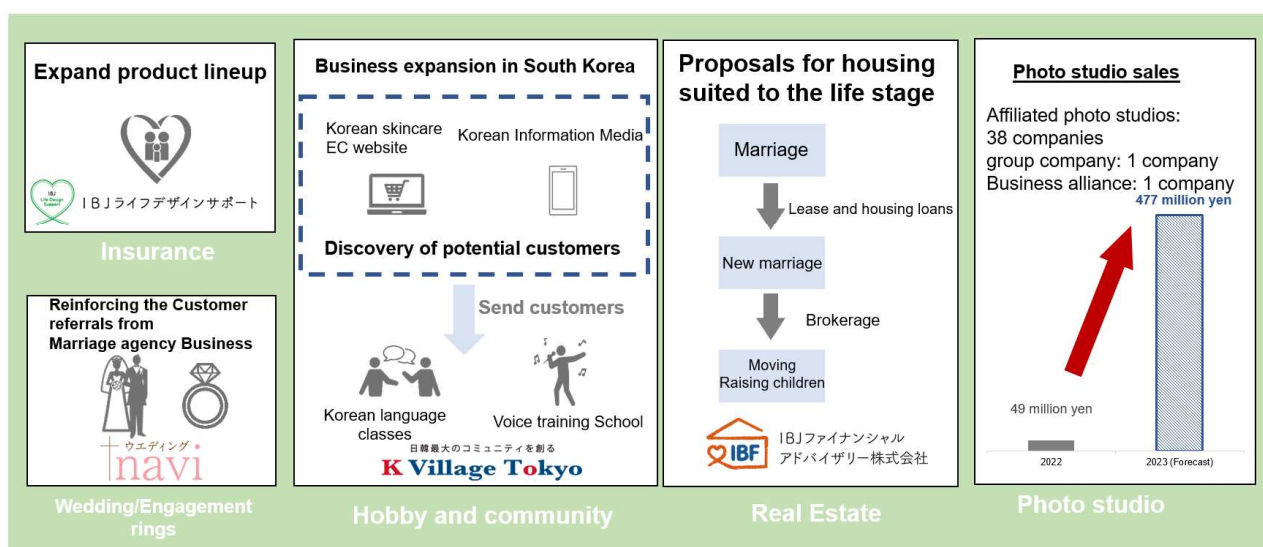 Expand product lineup
IBJ
Life Design
Support
IBJライフデザインサポート
Insurance
Reinforcing the Customer
referrals from
Marriage agency Business
ウエディング
navi
Wedding/Engagement
rings
Business expansion in South Korea
Korean skincare
EC website
Korean Information Media
Discovery of potential customers
Send customers
Korean language
classes
Voice training School
日韓最大のコミュニティを創る
K Village Tokyo
Hobby and community
Proposals for housing
suited to the life stage
Marriage
Lease and housing loans
New marriage
Brokerage
Moving
Raising children
IBF
IBJファイナンシャル
アドバイザリー株式会社
Real Estate
Photo studio sales
Affiliated photo studios:
38 companies
group company: 1 company
Business alliance: 1 company
477 million yen
49 million yen
2022
2023 (Forecast)
Photo studio